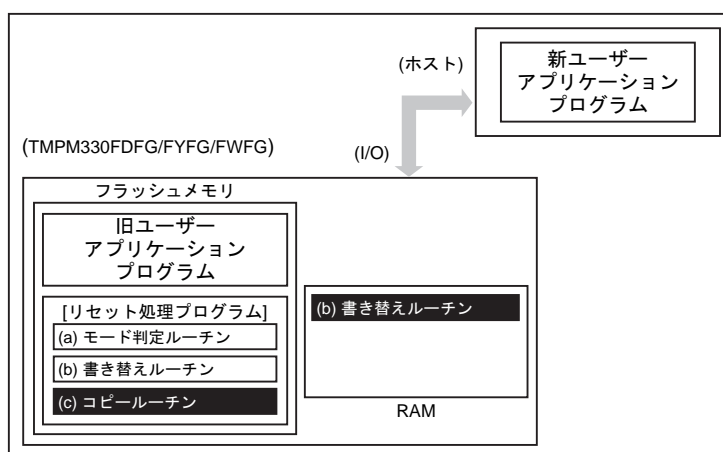 (ホスト)
新ユーザー
アプリケーション
プログラム
(TMPM330FDFG/FYFG/FWFG)
(I/O)
フラッシュメモリ
旧ユーザー
アプリケーション
プログラム
[リセット処理プログラム]
(a) モード判定ルーチン
(b) 書き替えルーチン
(c) コピールーチン
(b) 書き替えルーチン
RAM